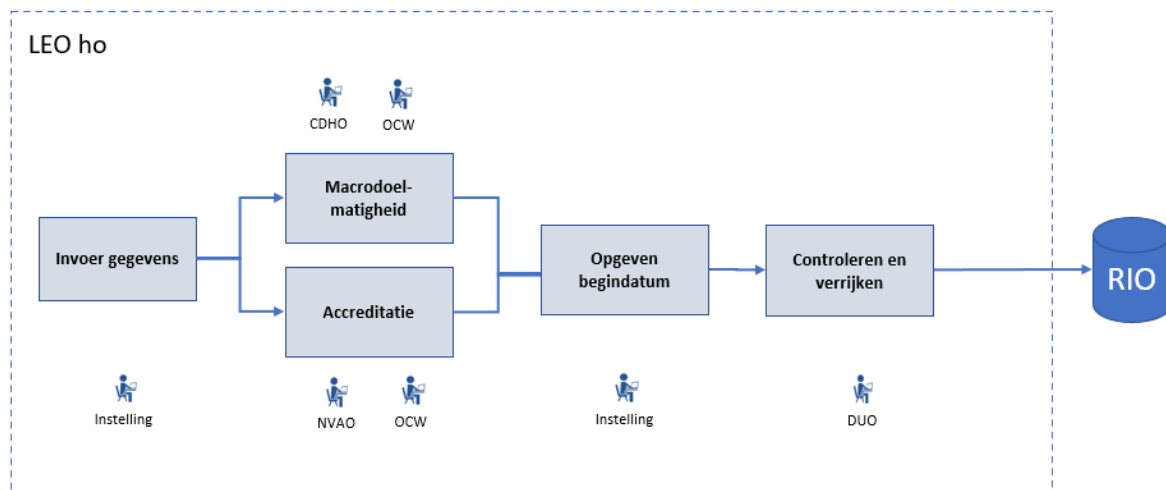 LEO ho
CDHO
OCW
Macrodoel-
matigheid
Invoer gegevens
Accreditatie
Opgeven
begindatum
Controleren en
verrijken
RIO
Instelling
NVAO
OCW
Instelling
DUO